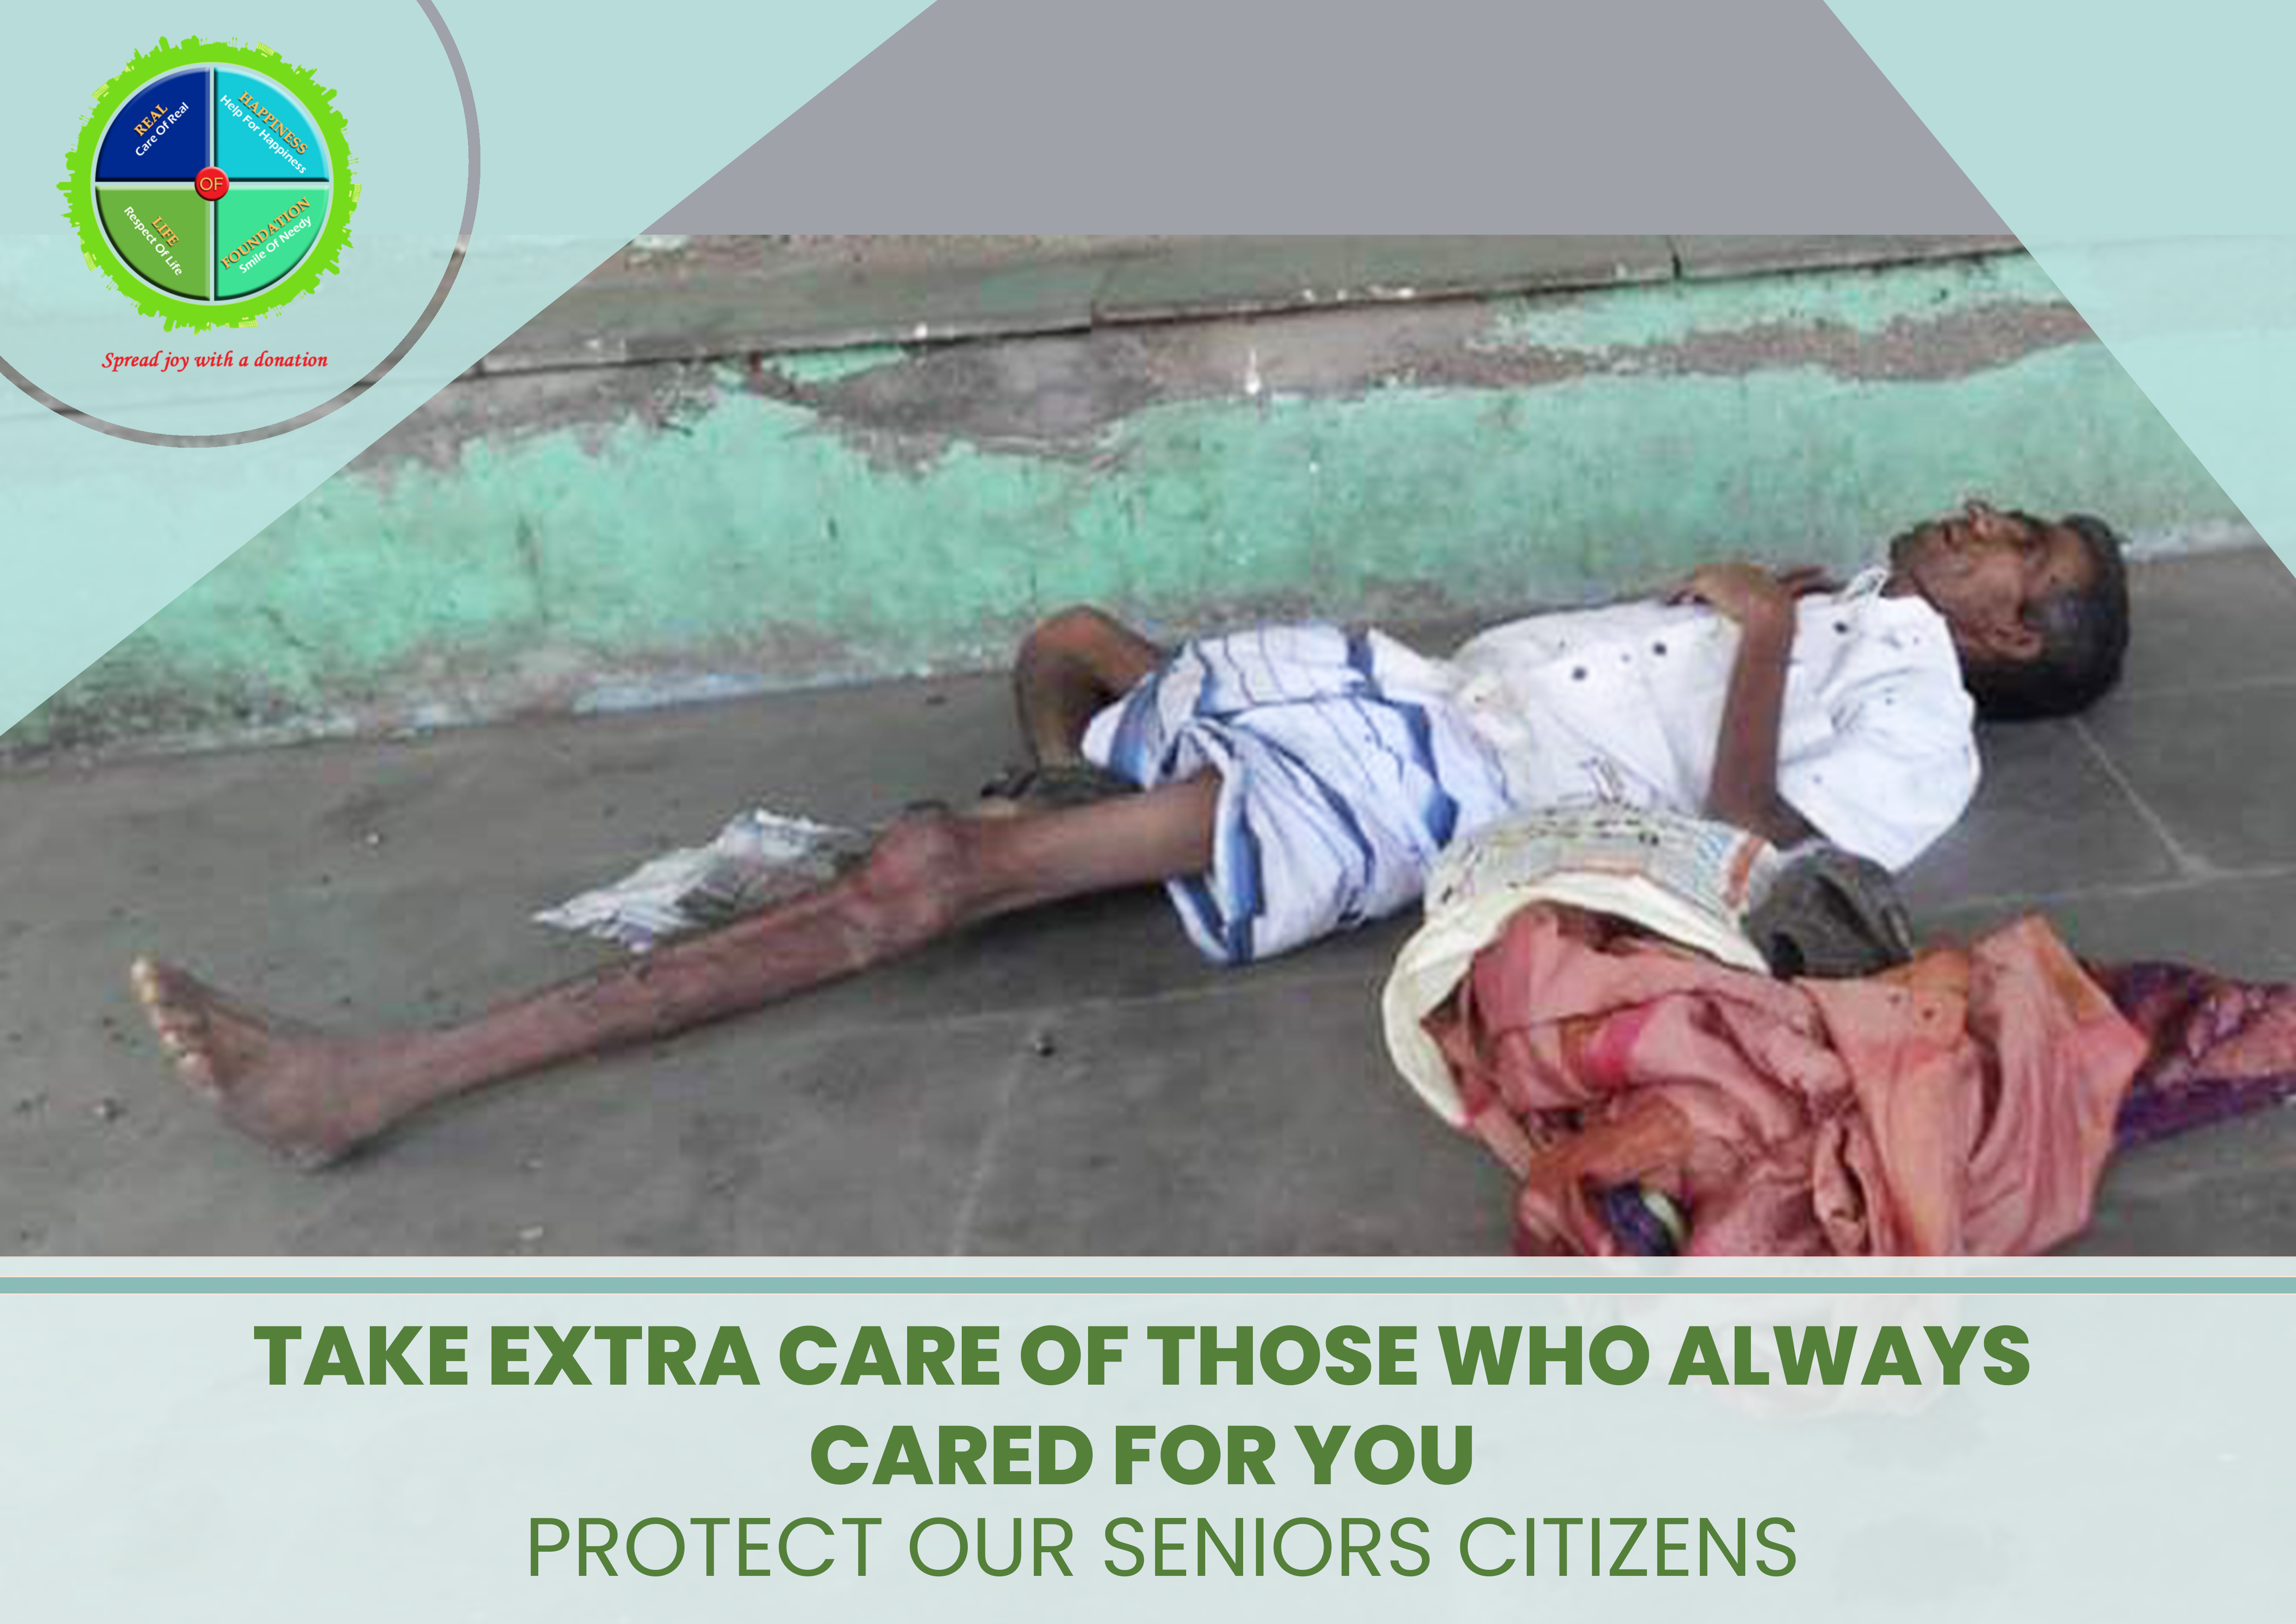 REAL
Care Of Real
HAPPINESS
Help For Happiness
OF
LIFE
Respect Of Life
FOUNDATION
Smile Of Needy
Spread joy with a donation
TAKE EXTRA CARE OF THOSE WHO ALWAYS
CARED FOR YOU
PROTECT OUR SENIORS CITIZENS